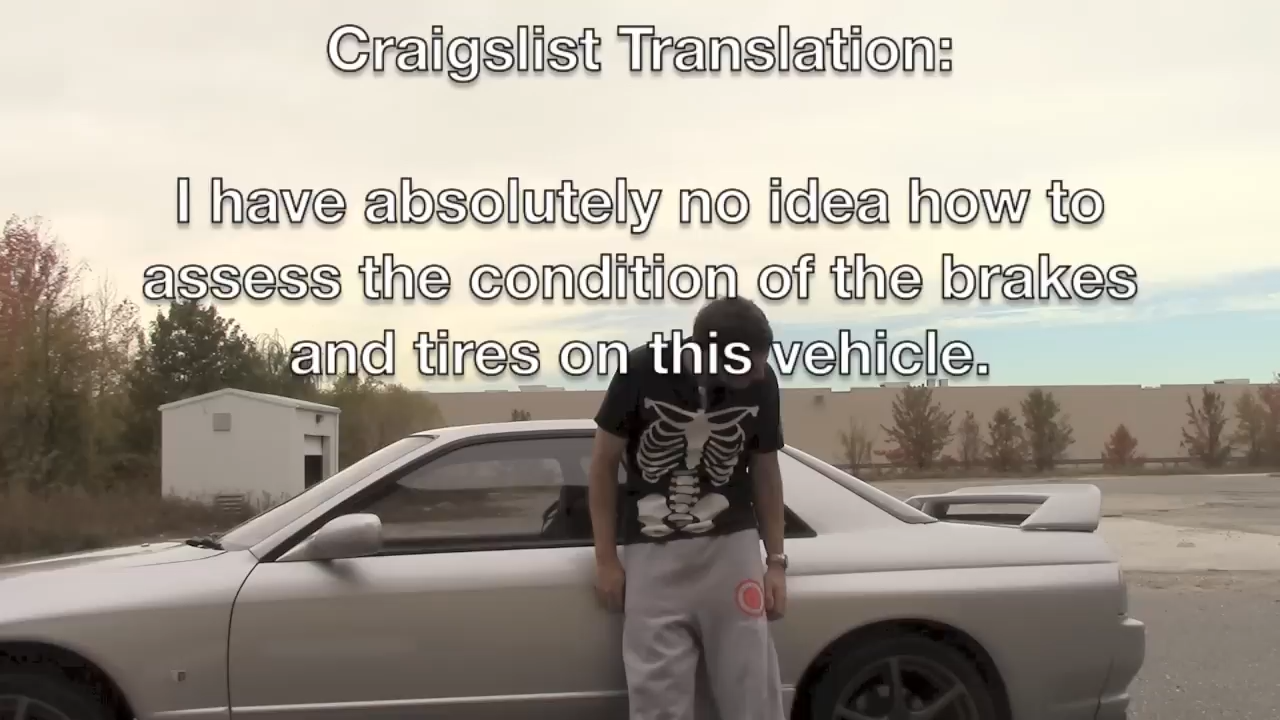 Craigslist Translation:
I have absolutely no idea how to
assess the condition of the brakes
and tires on this vehicle.